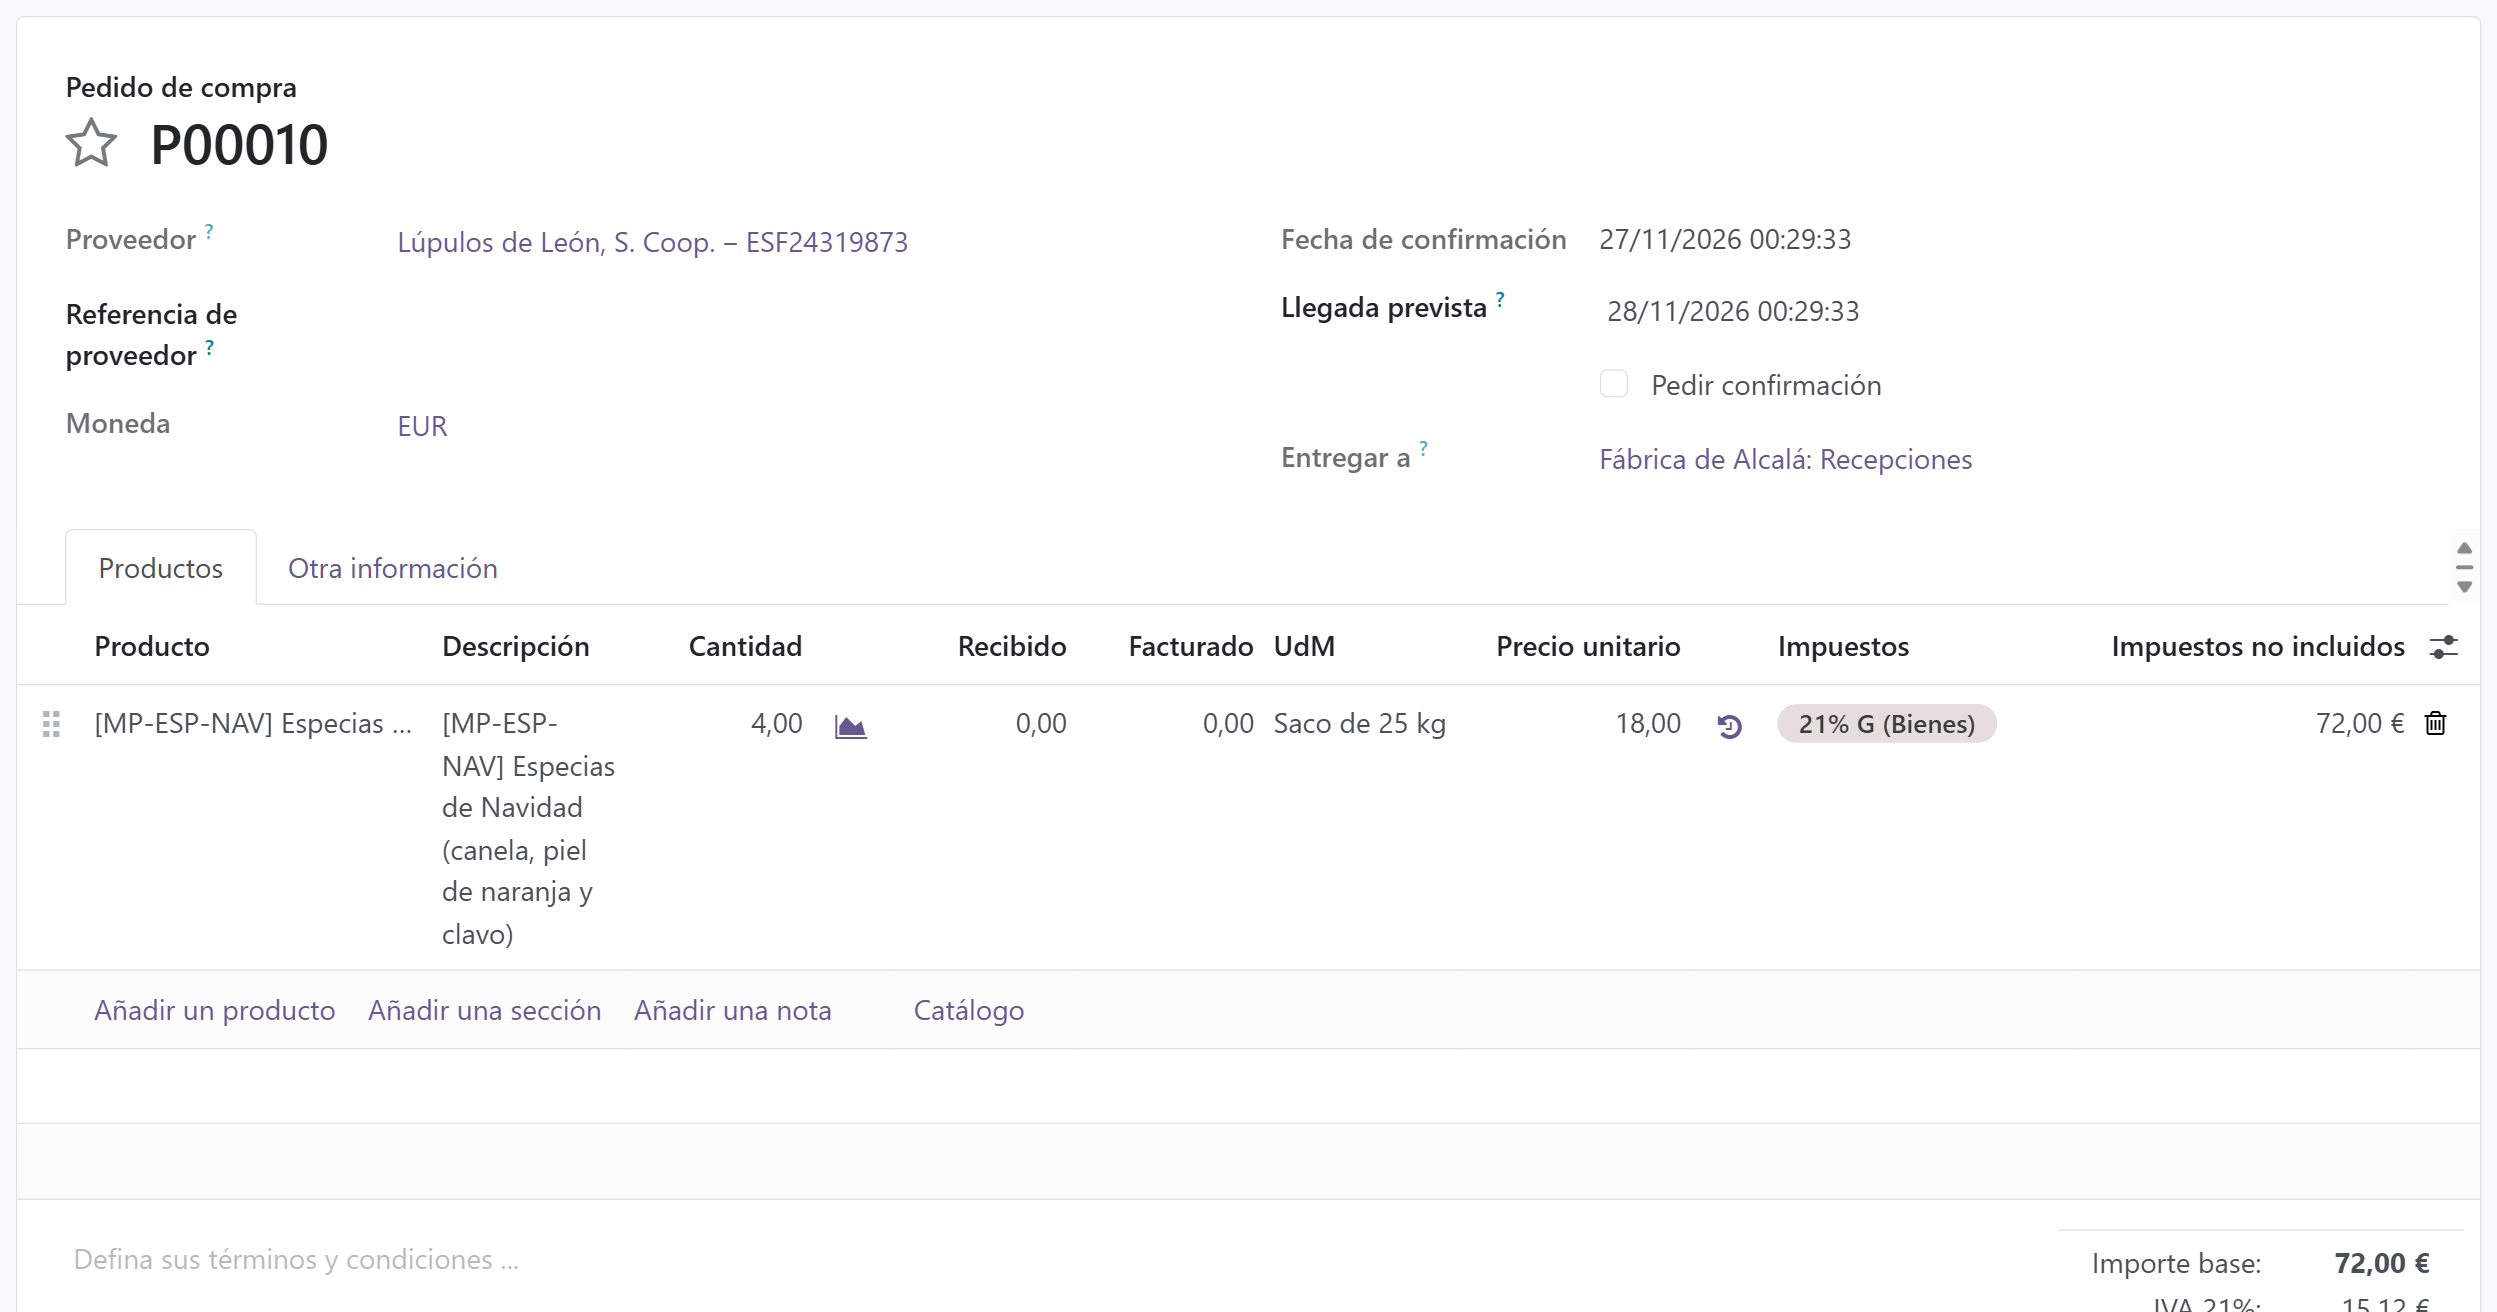 Pedido de compra
P00010
Proveedor ?
Lúpulos de León, S. Coop. – ESF24319873
Referencia de
proveedor ?
Moneda
EUR
Fecha de confirmación
27/11/2026 00:29:33
Llegada prevista ?
28/11/2026 00:29:33
Pedir confirmación
Entregar a ?
Fábrica de Alcalá: Recepciones
Productos
Otra información
Producto Descripción Cantidad Recibido Facturado UdM Precio unitario Impuestos Impuestos no incluidos
[MP-ESP-NAV] Especias ... [MP-ESP- 4,00 0,00 0,00 Saco de 25 kg 18,00 21% G (Bienes) 72,00 €
NAV] Especias
de Navidad
(canela, piel
de naranja y
clavo)
Añadir un producto Añadir una sección Añadir una nota Catálogo
Defina sus términos y condiciones ...
Importe base: 72,00 €
IVA 21%: 15,12 €